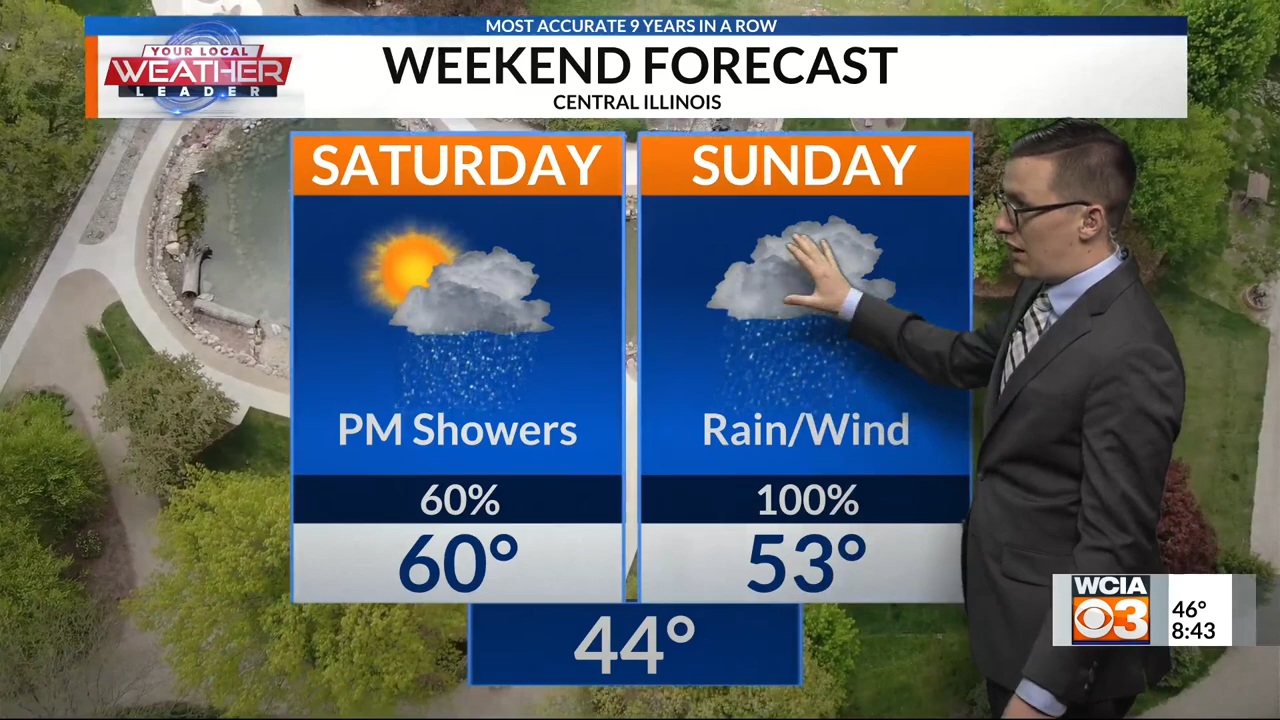 MOST ACCURATE 9 YEARS IN A ROW
YOUR LOCAL
WEATHER
LEADER
WEEKEND FORECAST
CENTRAL ILLINOIS
SATURDAY
PM Showers
60%
60°
SUNDAY
Rain/Wind
100%
53°
44°
WCIA
3
46°
8:43